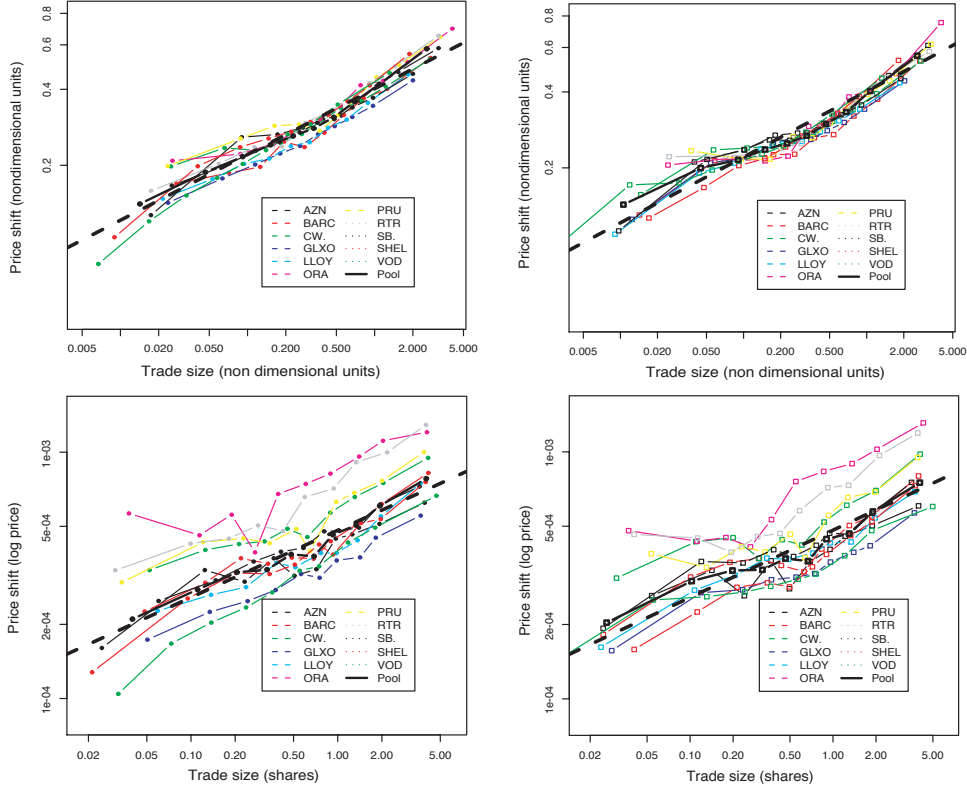 Price shift (nondimensional units)
0.2 0.4 0.6 0.8
AZN PRU
BARC RTR
CW. SB.
GLXO SHEL
LLOY VOD
ORA Pool
0.005 0.020 0.050 0.200 0.500 2.000 5.000
Trade size (non dimensional units)
Price shift (nondimensional units)
0.2 0.4 0.8
AZN PRU
BARC RTR
CW. SB.
GLXO SHEL
LLOY VOD
ORA Pool
0.005 0.020 0.050 0.200 0.500 2.000 5.000
Trade size (non dimensional units)
Price shift (log price)
1e-04 2e-04 5e-04 1e-03
AZN PRU
BARC RTR
CW. SB.
GLXO SHEL
LLOY VOD
ORA Pool
0.02 0.05 0.10 0.20 0.50 1.00 2.00 5.00
Trade size (shares)
Price shift (log price)
1e-04 2e-04 5e-04 1e-03
AZN PRU
BARC RTR
CW. SB.
GLXO SHEL
LLOY VOD
ORA Pool
0.02 0.05 0.10 0.20 0.50 1.00 2.00 5.00
Trade size (shares)